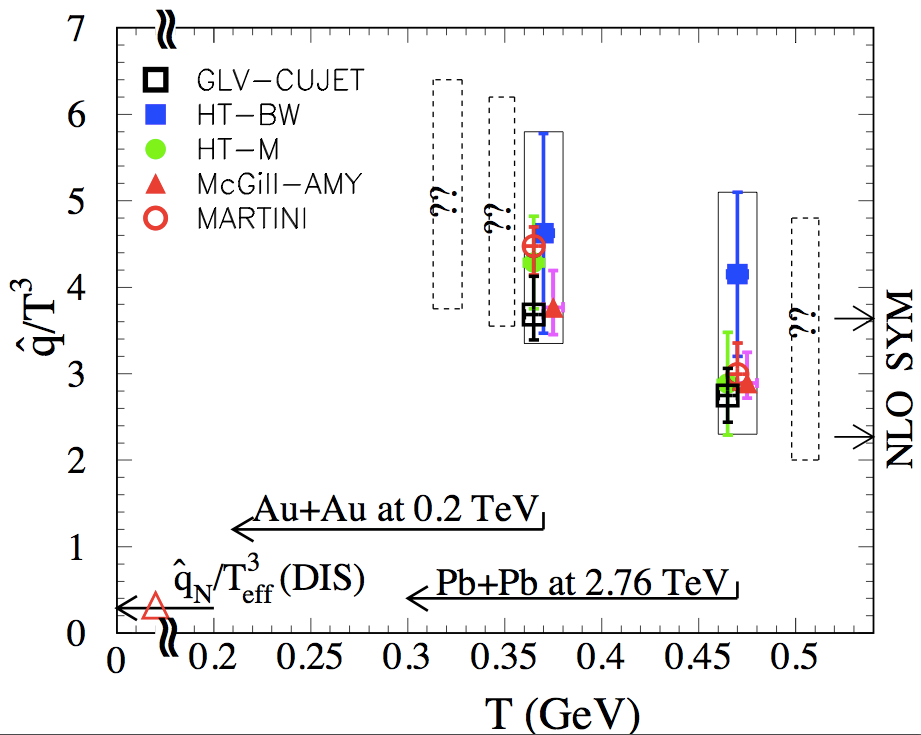 7
6
5
4
3
2
1
0
q̂/T³
GLV−CUJET
HT−BW
HT−M
McGill−AMY
MARTINI
??
??
??
NLO SYM
Au+Au at 0.2 TeV
q̂N/T³eff (DIS)
Pb+Pb at 2.76 TeV
0 0.2 0.25 0.3 0.35 0.4 0.45 0.5
T (GeV)